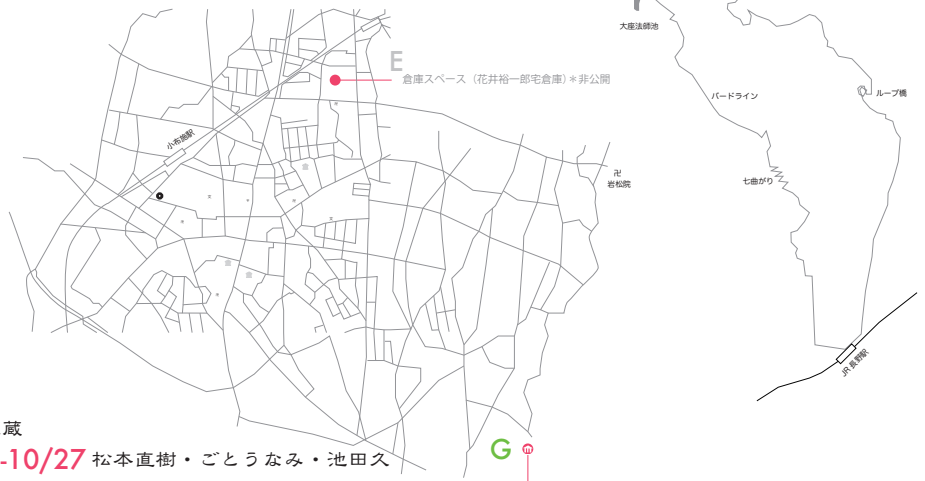 大座法師池
E
倉庫スペース（花井裕一郎宅倉庫）＊非公開
バードライン
ループ橋
小布施駅
卍
岩松院
七曲がり
JR 長野駅
蔵
G
-10/27 松本直樹・ごとうなみ・池田久